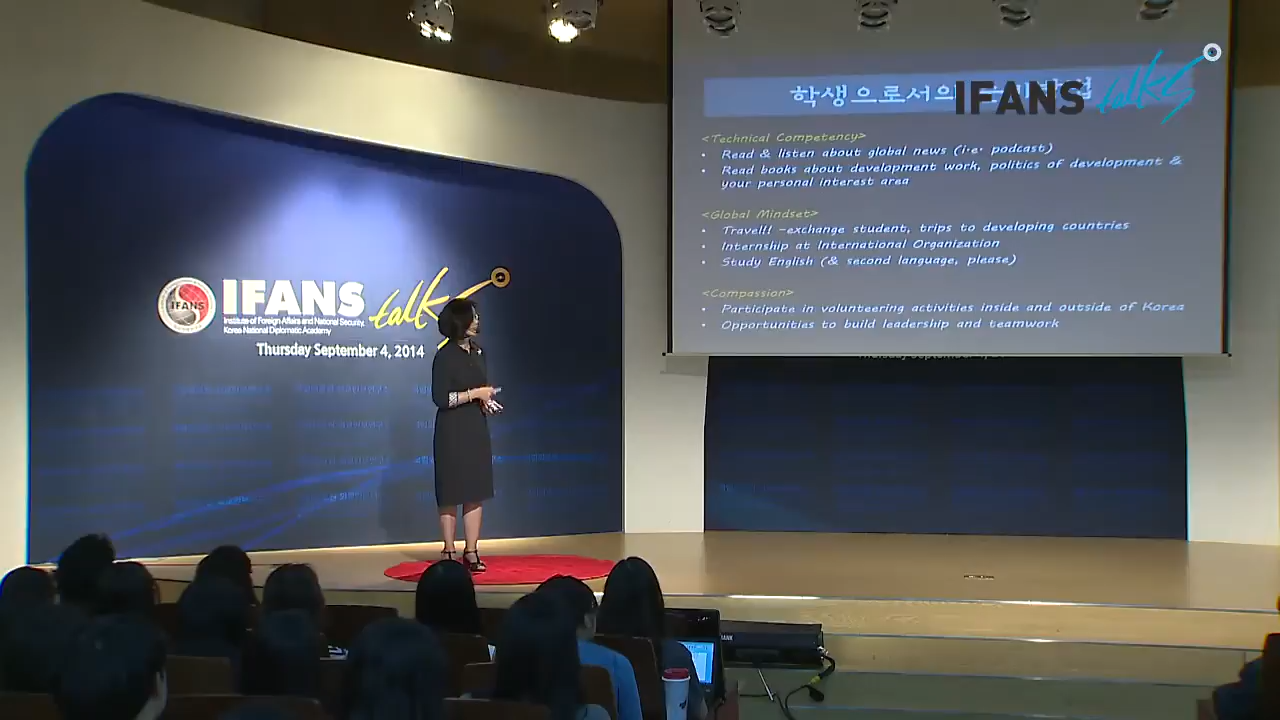 IFANS talks
학생으로서의
<Technical Competency>
• Read & listen about global news (i.e. podcast)
• Read books about development work, politics of development &
your personal interest area
<Global Mindset>
• Travel!! -exchange student, trips to developing countries
• Internship at International Organization
• Study English (& second language, please)
<Compassion>
• Participate in volunteering activities inside and outside of Korea
• Opportunities to build leadership and teamwork
IFANS
IFANS talk
Institute of Foreign Affairs and National Security,
Korea National Diplomatic Academy
Thursday September 4, 2014